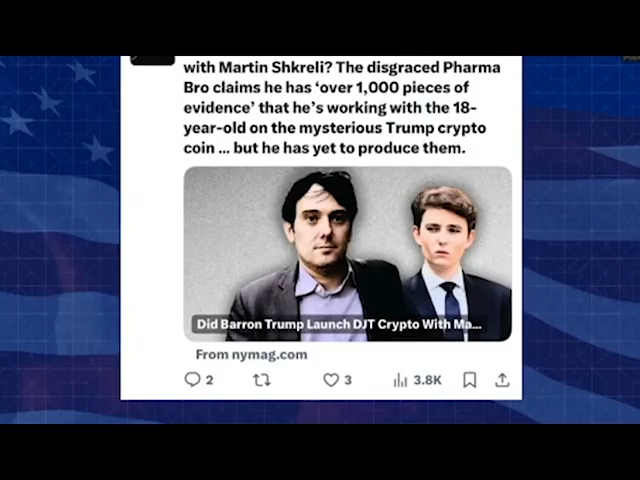 with Martin Shkreli? The disgraced Pharma
Bro claims he has ‘over 1,000 pieces of
evidence’ that he’s working with the 18-
year-old on the mysterious Trump crypto
coin ... but he has yet to produce them.
Did Barron Trump Launch DJT Crypto With Ma...
From nymag.com
2
3
3.8K